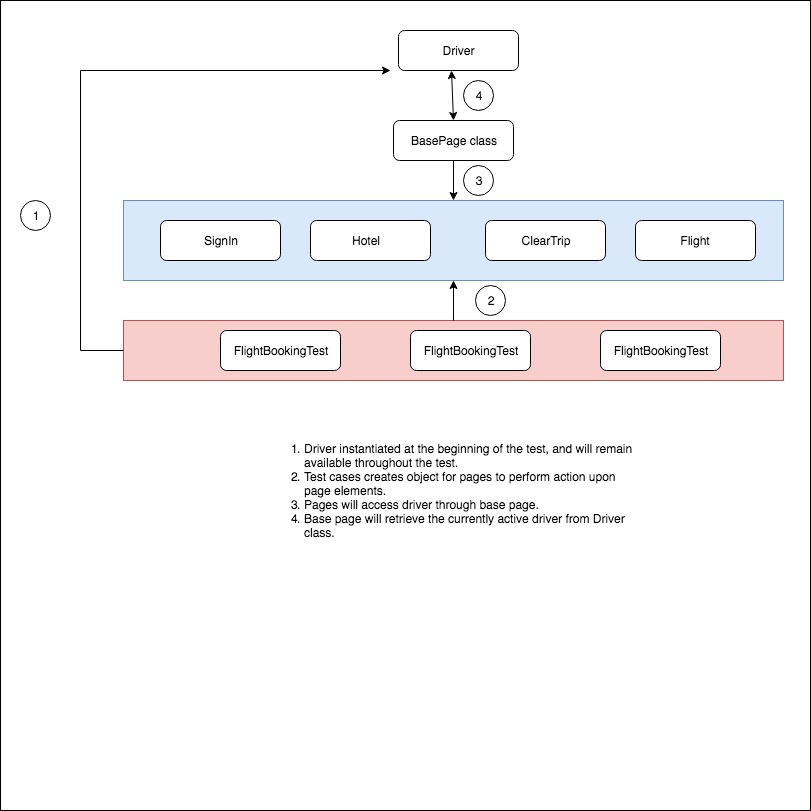 Driver
4
BasePage class
3
1
SignIn
Hotel
ClearTrip
Flight
2
FlightBookingTest
FlightBookingTest
FlightBookingTest
1. Driver instantiated at the beginning of the test, and will remain
available throughout the test.
2. Test cases creates object for pages to perform action upon
page elements.
3. Pages will access driver through base page.
4. Base page will retrieve the currently active driver from Driver
class.